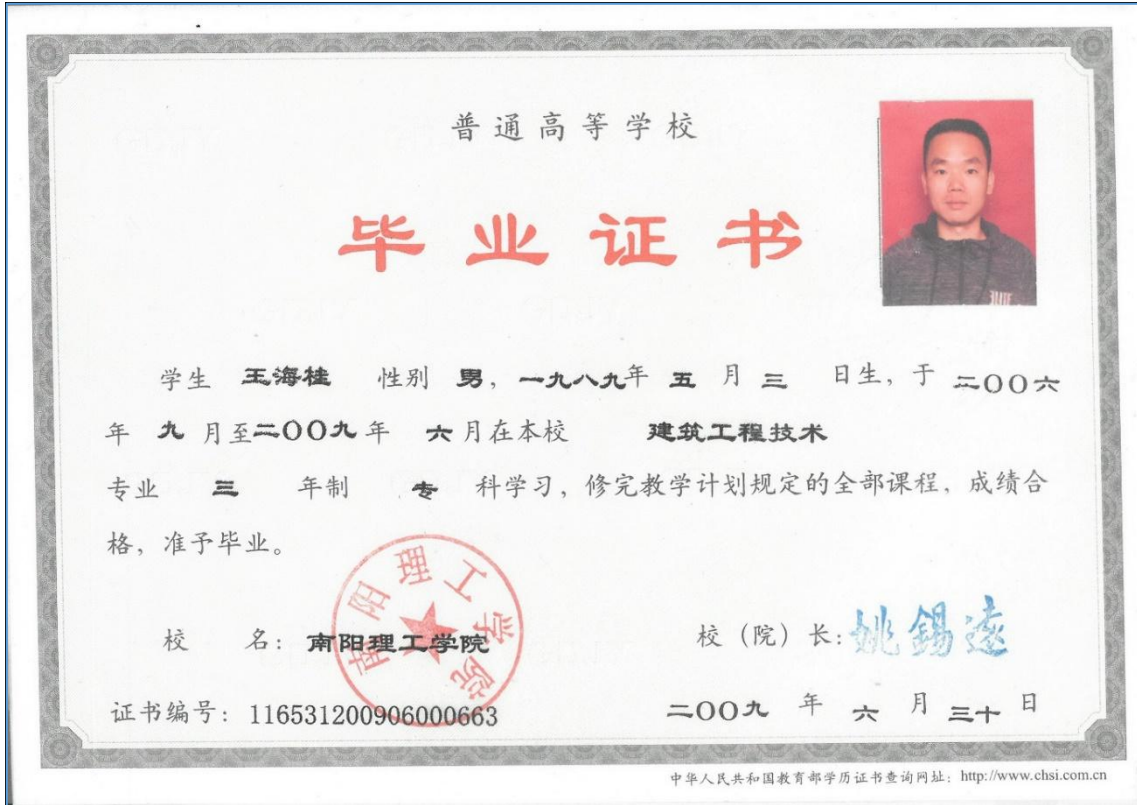 普通高等学校
毕业证书
学生 王海桂 性别 男，一九八九年 五 月 三 日生，于 二〇〇六
年 九 月至二〇〇九年 六月在本校 建筑工程技术
专业 三 年制 专 科学习，修完教学计划规定的全部课程，成绩合
格，准予毕业。
南阳理工学院
校 名：南阳理工学院 校（院）长：姚錫遠
证书编号：116531200906000663 二〇〇九 年 六 月 三十 日
中华人民共和国教育部学历证书查询网址：http://www.chsi.com.cn